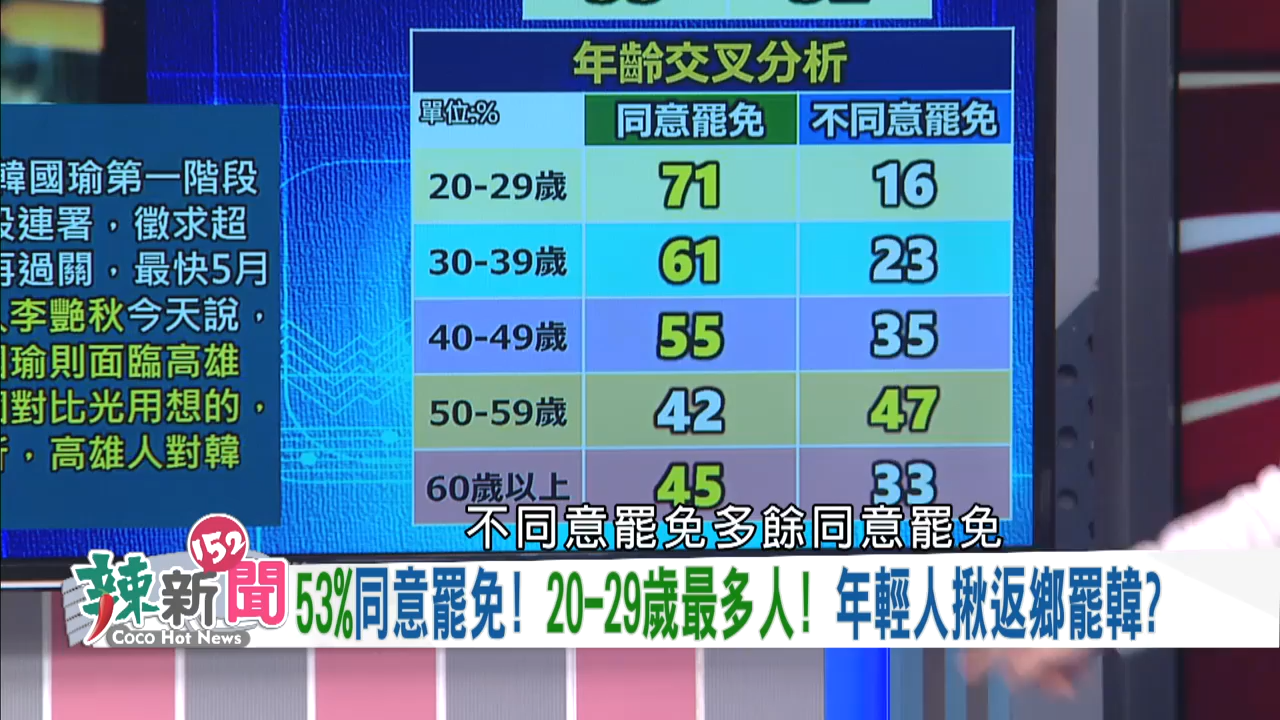 年齡交叉分析
單位:% 同意罷免 不同意罷免
20-29歲 71 16
30-39歲 61 23
40-49歲 55 35
50-59歲 42 47
60歲以上 45 33
韓國瑜第一階段
連署，徵求超
再過關，最快5月
李艷秋今天說，
瑜則面臨高雄
對比光用想的，
，高雄人對韓
不同意罷免多餘同意罷免
152
辣新聞
Coco Hot News
53%同意罷免! 20-29歲最多人! 年輕人揪返鄉罷韓?